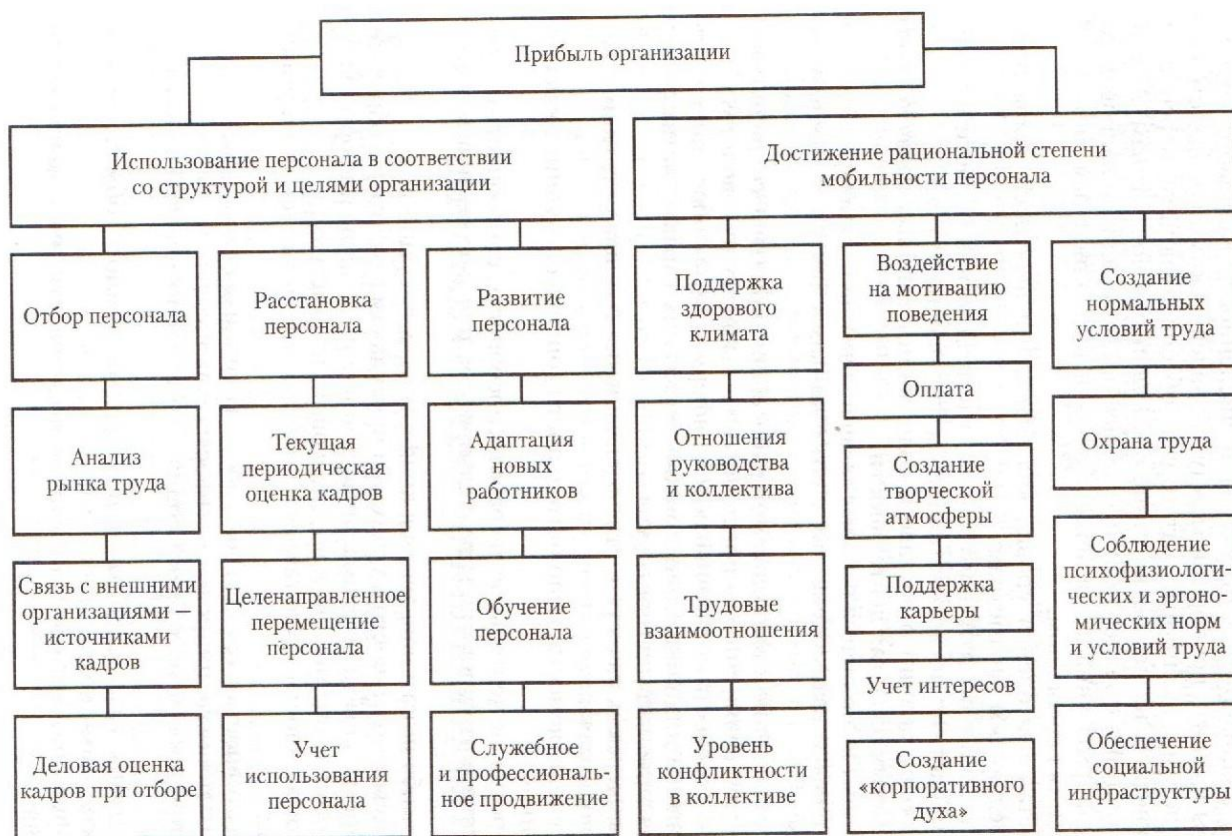 Прибыль организации
Использование персонала в соответствии
со структурой и целями организации
Достижение рациональной степени
мобильности персонала
Отбор персонала
Анализ
рынка труда
Связь с внешними
организациями —
источниками
кадров
Деловая оценка
кадров при отборе
Расстановка
персонала
Текущая
периодическая
оценка кадров
Целенаправленное
перемещение
персонала
Учет
использования
персонала
Развитие
персонала
Адаптация
новых
работников
Обучение
персонала
Служебное
и профессиональ-
ное продвижение
Поддержка
здорового
климата
Отношения
руководства
и коллектива
Трудовые
взаимоотношения
Уровень
конфликтности
в коллективе
Воздействие
на мотивацию
поведения
Оплата
Создание
творческой
атмосферы
Поддержка
карьеры
Учет интересов
Создание
«корпоративного
духа»
Создание
нормальных
условий труда
Охрана труда
Соблюдение
психофизиологи-
ческих и эргоно-
мических норм
и условий труда
Обеспечение
социальной
инфраструктуры